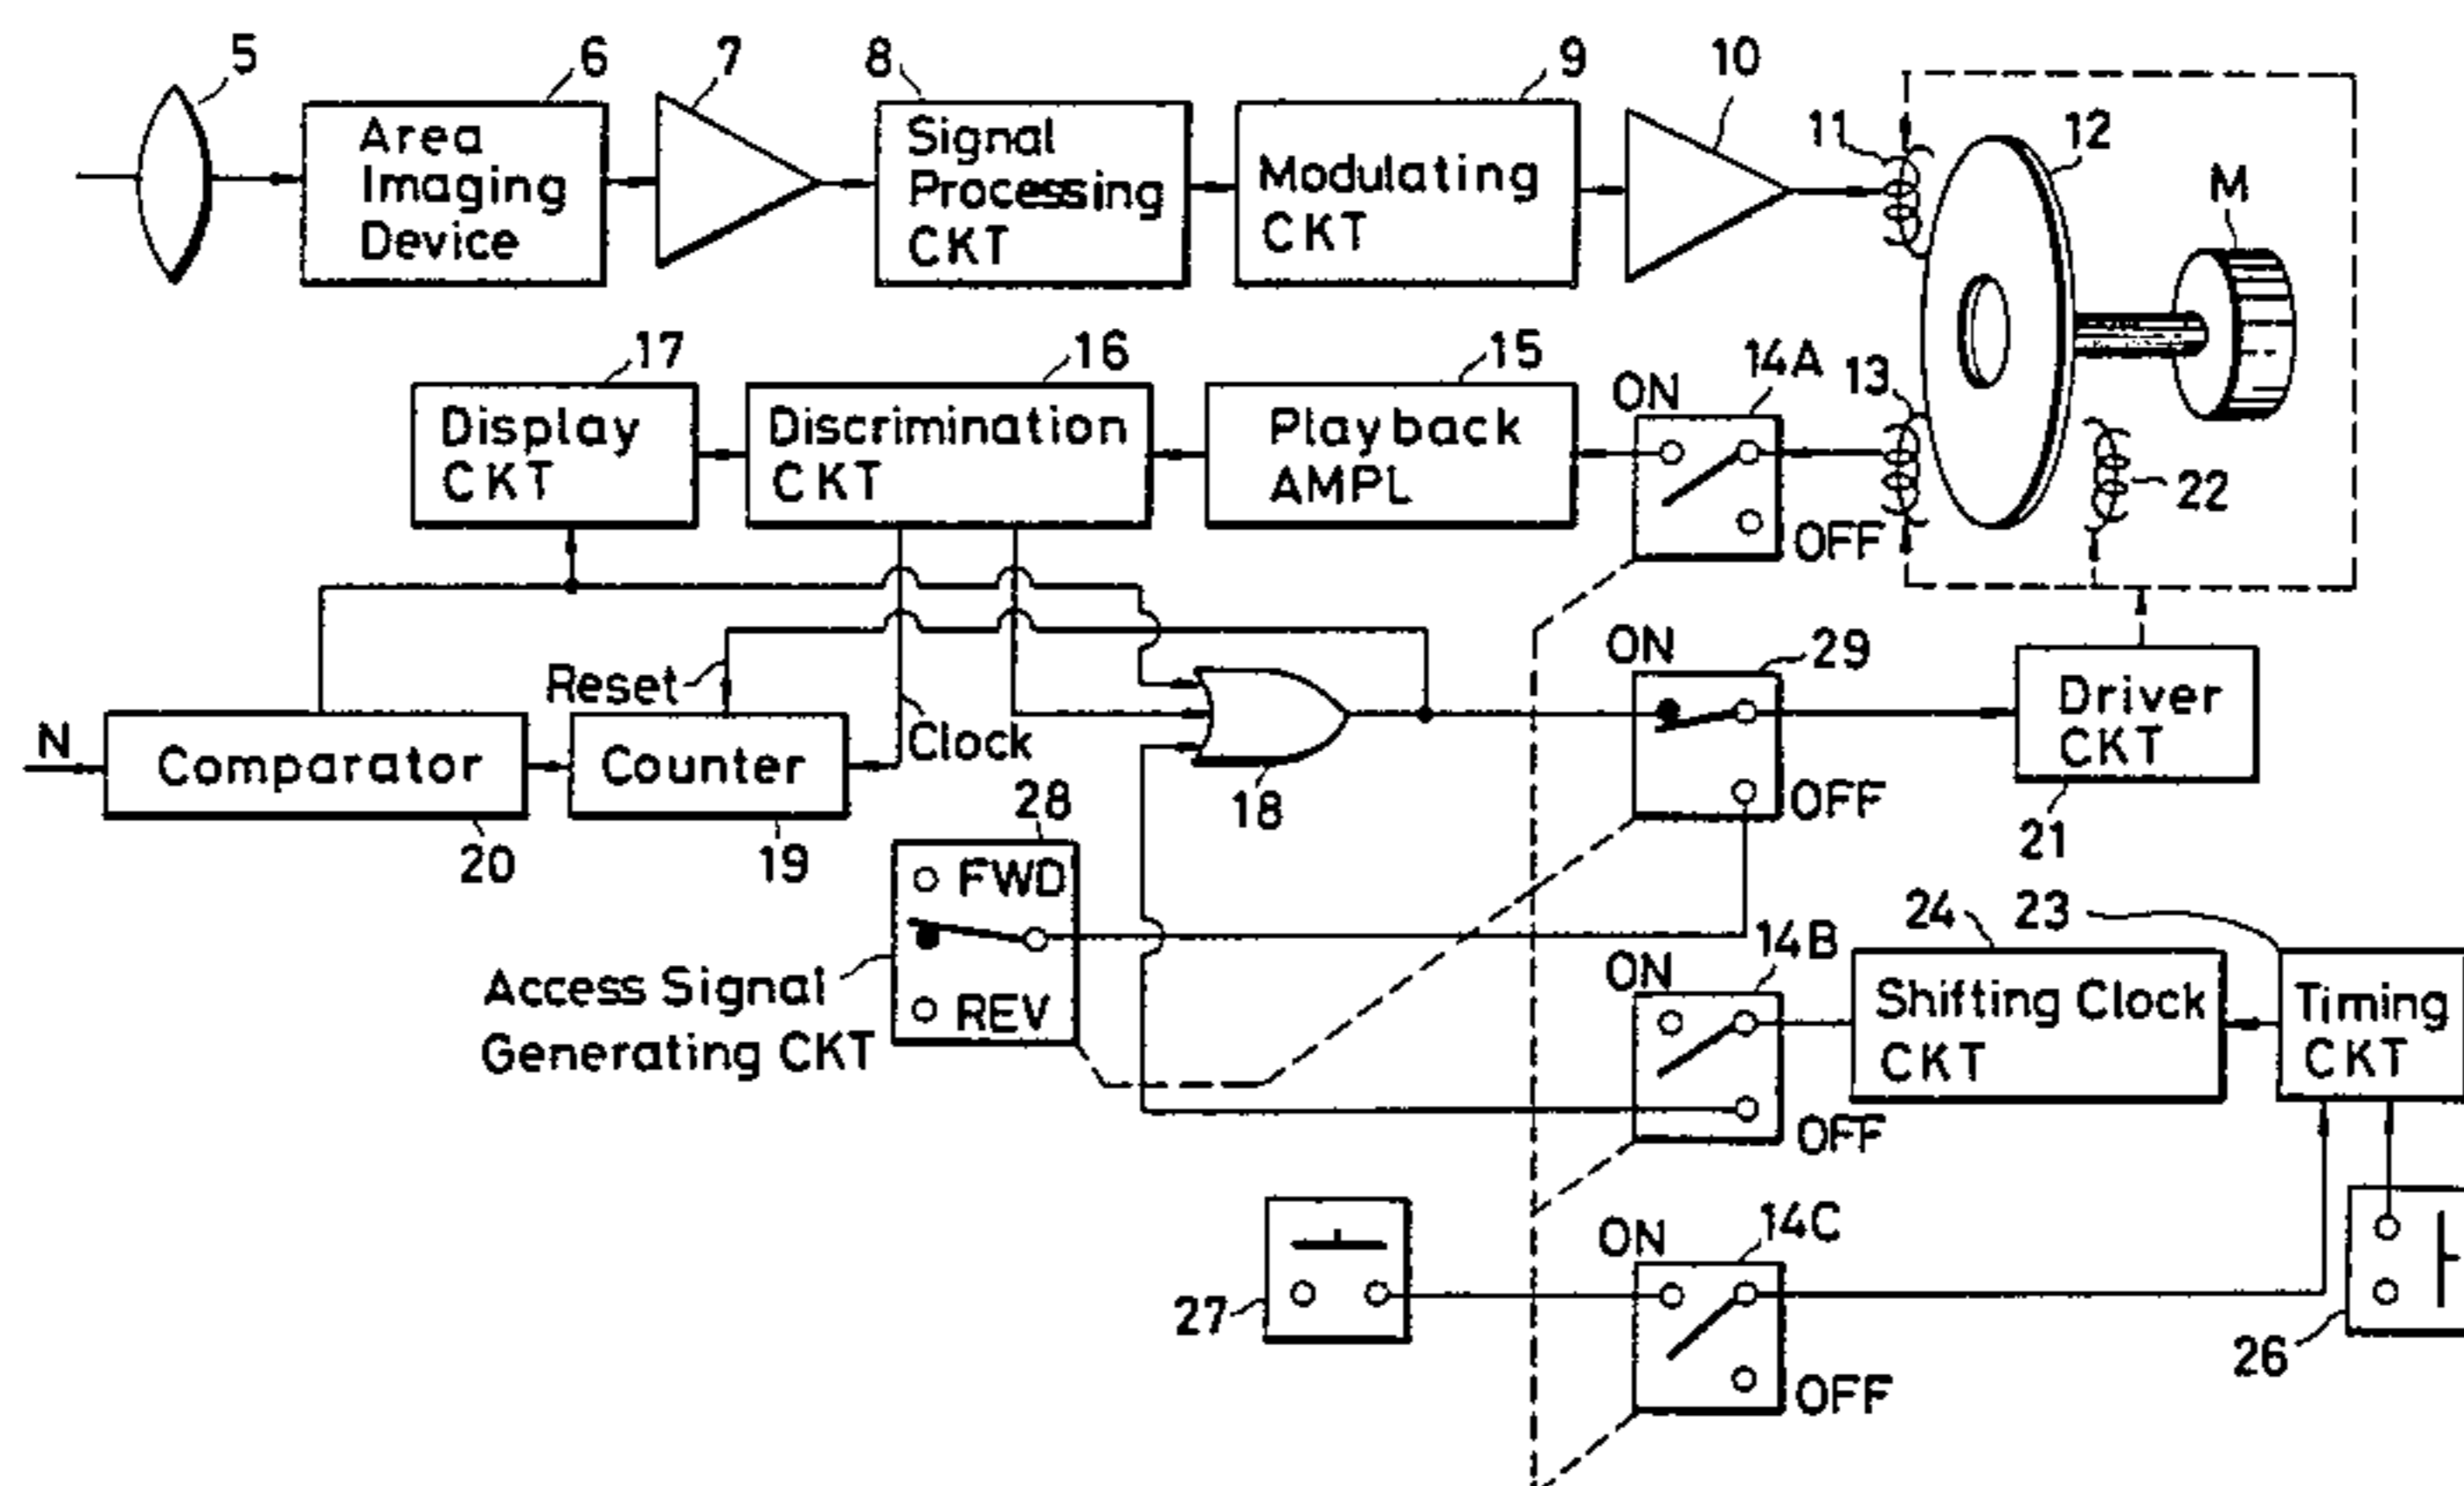 5
6
7
8
9
10
11
12
M
Area
Imaging
Device
Signal
Processing
CKT
Modulating
CKT
17
16
15
14A
13
22
ON
OFF
Display
CKT
Discrimination
CKT
Playback
AMPL
Reset
Clock
ON
29
OFF
N
Comparator
Counter
18
Driver
CKT
20
19
28
21
FWD
REV
Access Signal
Generating CKT
ON
14B
24
23
OFF
Shifting Clock
CKT
Timing
CKT
27
ON
14C
OFF
26